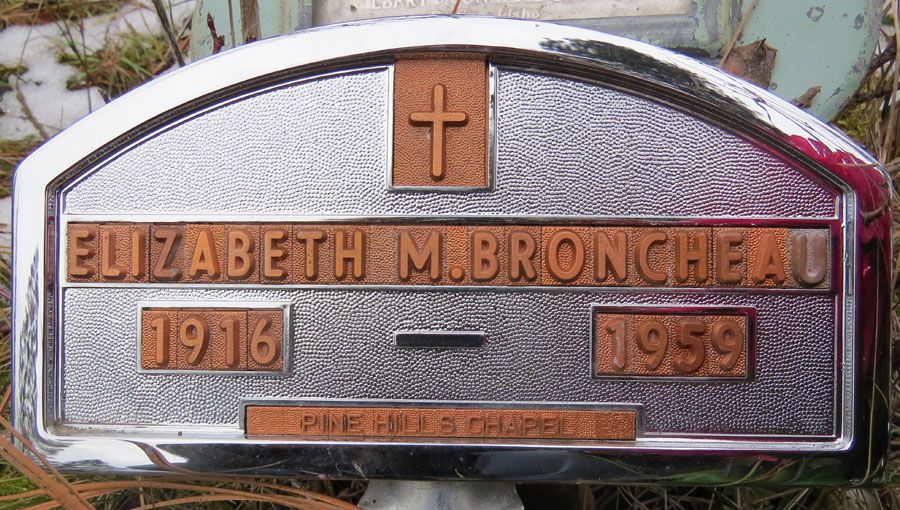 ELIZABETH M. BRONCHEAU
1916 – 1959
PINE HILLS CHAPEL